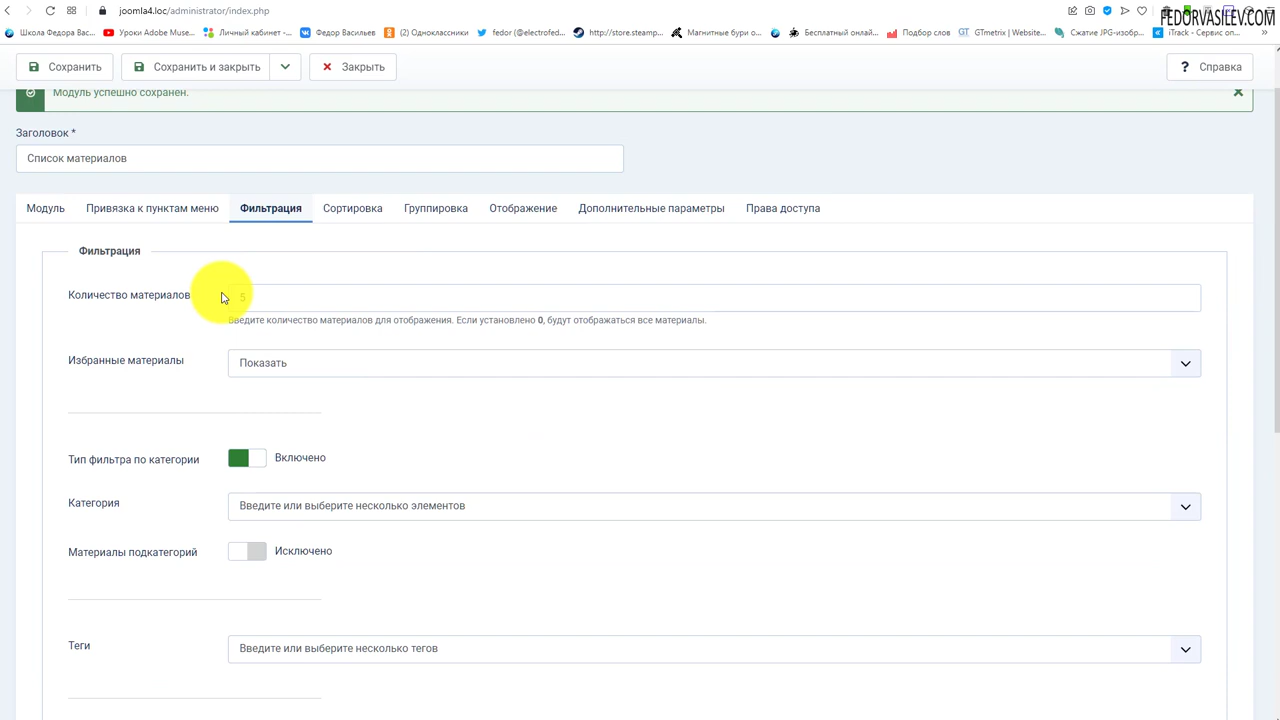 joomla4.loc/administrator/index.php
FEDORVASILEV.COM
Школа Федора Вас... Уроки Adobe Muse... Личный кабинет -... Федор Васильев (2) Одноклассники fedor (@electrofed... http://store.steamp... Магнитные бури о... Бесплатный онлай... Подбор слов GTmetrix | Website... Сжатие JPG-изобр... iTrack - Сервис оп...
Сохранить Сохранить и закрыть Закрыть Справка
Модуль успешно сохранен.
Заголовок *
Список материалов
Модуль Привязка к пунктам меню Фильтрация Сортировка Группировка Отображение Дополнительные параметры Права доступа
Фильтрация
Количество материалов 5
Введите количество материалов для отображения. Если установлено 0, будут отображаться все материалы.
Избранные материалы Показать
Тип фильтра по категории Включено
Категория Введите или выберите несколько элементов
Материалы подкатегорий Исключено
Теги Введите или выберите несколько тегов